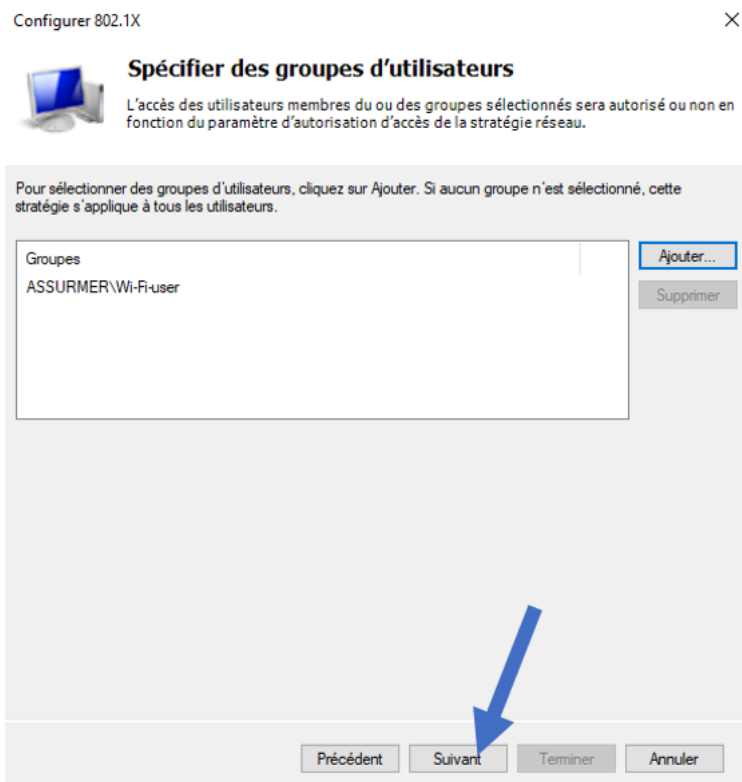 Configurer 802.1X
Spécifier des groupes d’utilisateurs
L’accès des utilisateurs membres du ou des groupes sélectionnés sera autorisé ou non en
fonction du paramètre d’autorisation d’accès de la stratégie réseau.
Pour sélectionner des groupes d’utilisateurs, cliquez sur Ajouter. Si aucun groupe n’est sélectionné, cette
stratégie s’applique à tous les utilisateurs.
Groupes
ASSURMER\Wi-Fi-user
Ajouter...
Supprimer
Précédent
Suivant
Terminer
Annuler